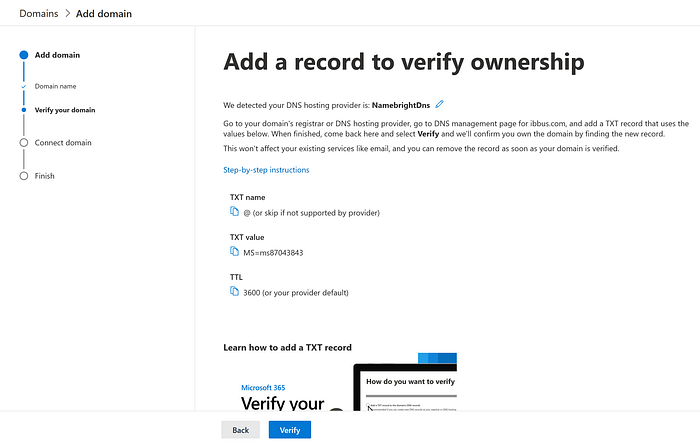 Domains > Add domain
Add domain
Domain name
Verify your domain
Connect domain
Finish
Add a record to verify ownership
We detected your DNS hosting provider is: NamebrightDns
Go to your domain's registrar or DNS hosting provider, go to DNS management page for ibbus.com, and add a TXT record that uses the
values below. When finished, come back here and select Verify and we'll confirm you own the domain by finding the new record.
This won't affect your existing services like email, and you can remove the record as soon as your domain is verified.
Step-by-step instructions
TXT name
@ (or skip if not supported by provider)
TXT value
MS=ms87043843
TTL
3600 (or your provider default)
Learn how to add a TXT record
Microsoft 365
Verify your
How do you want to verify
Back
Verify